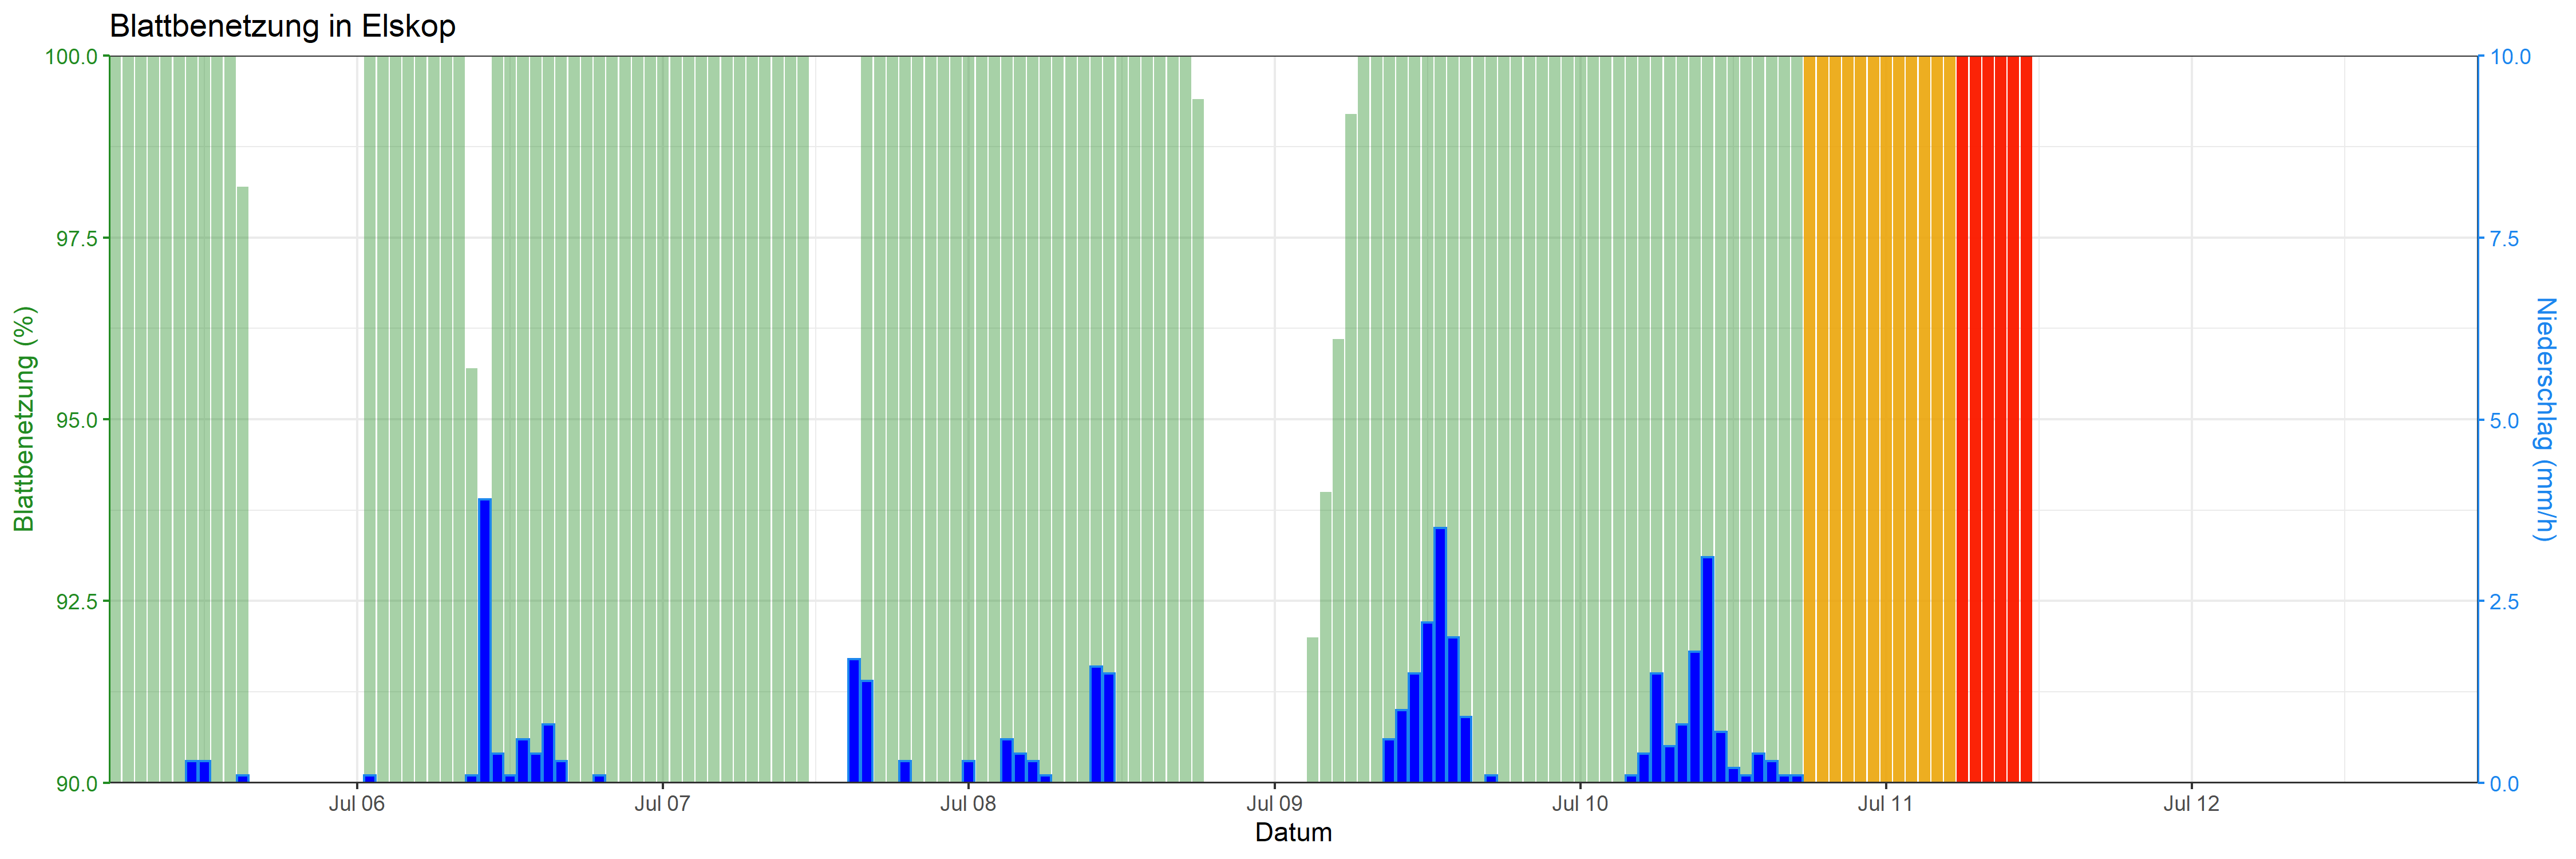 Blattbenetzung in Elskop
Blattbenetzung (%)
100.0
97.5
95.0
92.5
90.0
10.0
7.5
5.0
2.5
0.0
Niederschlag (mm/h)
Jul 06 Jul 07 Jul 08 Jul 09 Jul 10 Jul 11 Jul 12
Datum